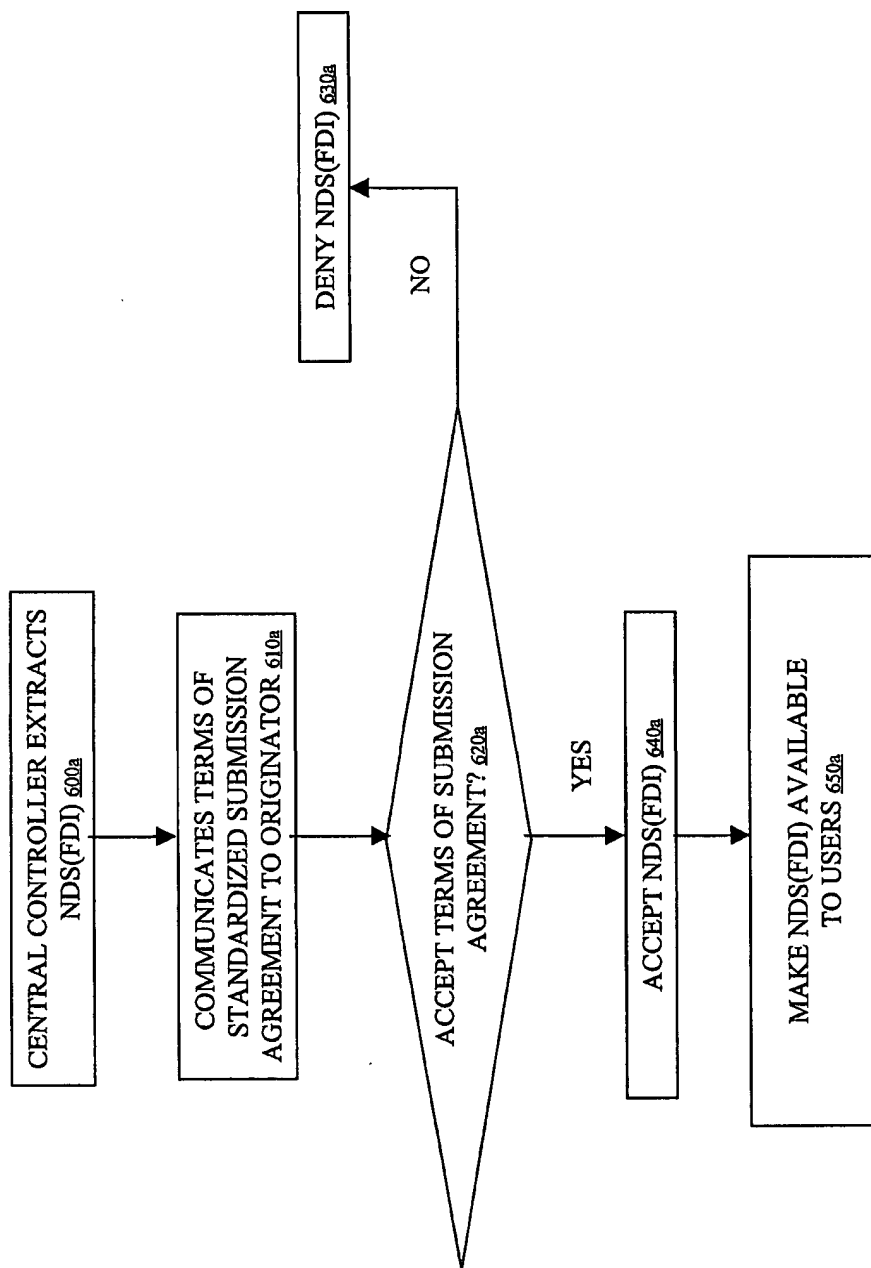 CENTRAL CONTROLLER EXTRACTS
NDS(FDI) 600a
COMMUNICATES TERMS OF
STANDARDIZED SUBMISSION
AGREEMENT TO ORIGINATOR 610a
ACCEPT TERMS OF SUBMISSION
AGREEMENT? 620a
NO
DENY NDS(FDI) 630a
YES
ACCEPT NDS(FDI) 640a
MAKE NDS(FDI) AVAILABLE
TO USERS 650a